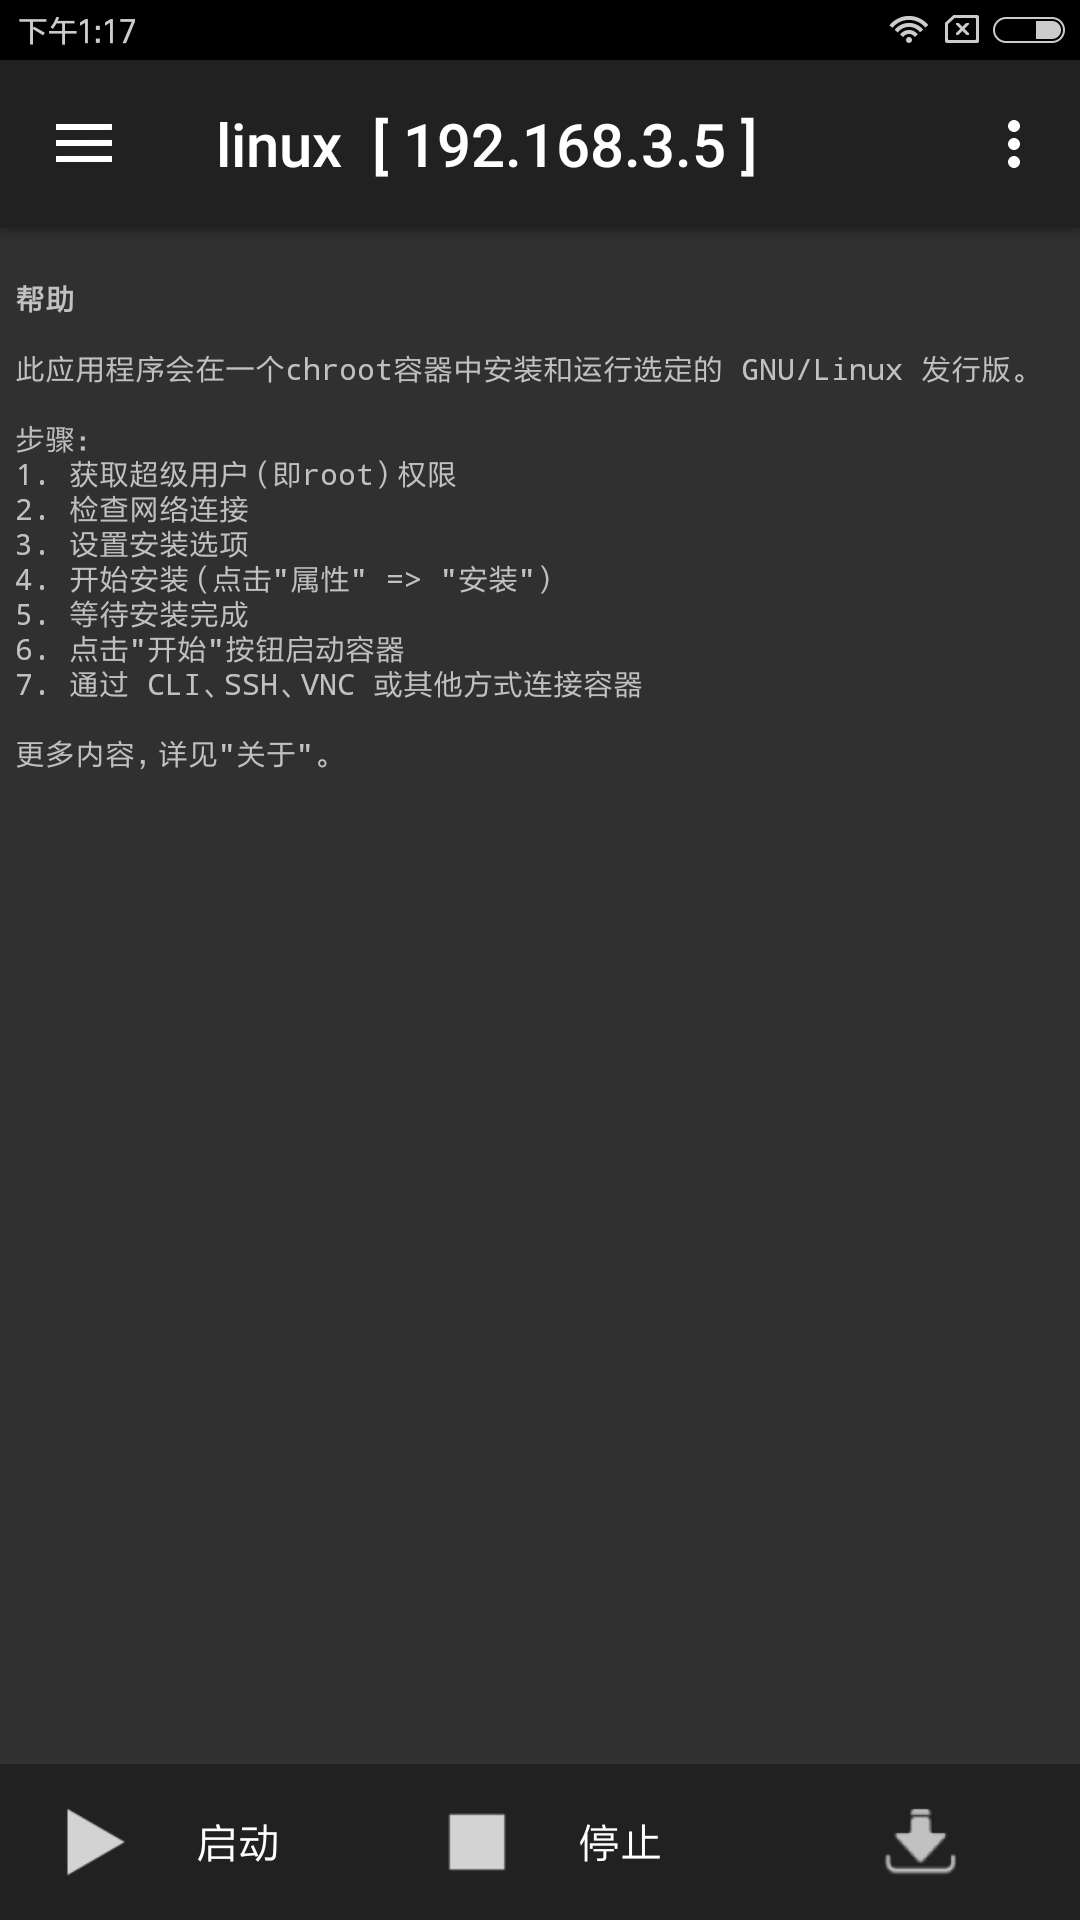 下午1:17
linux [ 192.168.3.5 ]
帮助
此应用程序会在一个chroot容器中安装和运行选定的 GNU/Linux 发行版。
步骤:
1. 获取超级用户(即root)权限
2. 检查网络连接
3. 设置安装选项
4. 开始安装(点击"属性" => "安装")
5. 等待安装完成
6. 点击"开始"按钮启动容器
7. 通过 CLI、SSH、VNC 或其他方式连接容器
更多内容,详见"关于"。
启动 停止